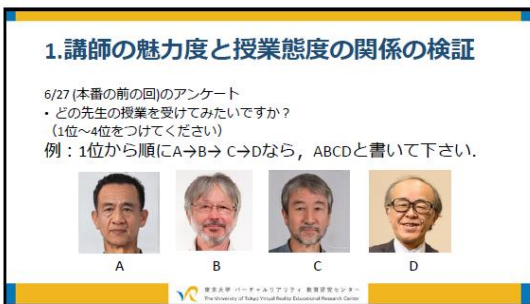 1.講師の魅力度と授業態度の関係の検証
6/27 (本番の前の回)のアンケート
• どの先生の授業を受けてみたいですか？
（1位～4位をつけてください）
例：1位から順にA→B→ C→Dなら，ABCDと書いて下さい．
A
B
C
D
東京大学 バーチャルリアリティ 教育研究センター
The University of Tokyo Virtual Reality Educational Research Center